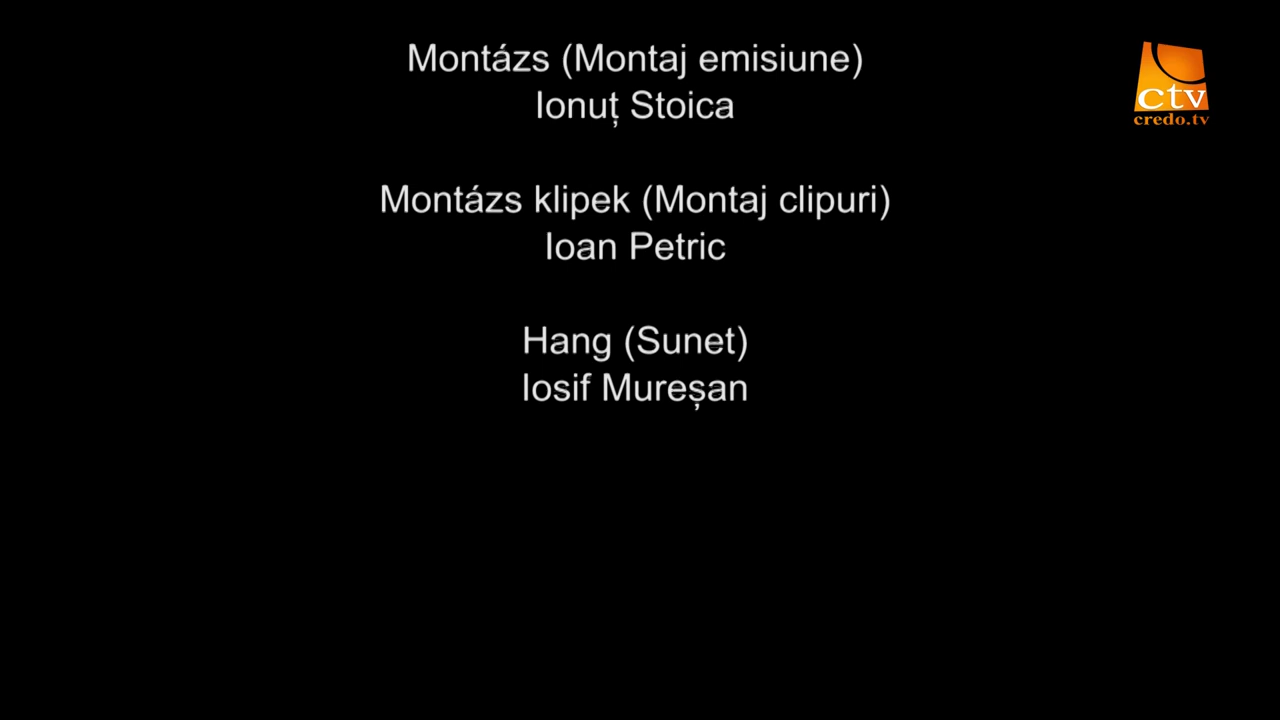 Montázs (Montaj emisiune)
Ionuț Stoica
Montázs klipek (Montaj clipuri)
Ioan Petric
Hang (Sunet)
Iosif Mureșan
ctv
credo.tv